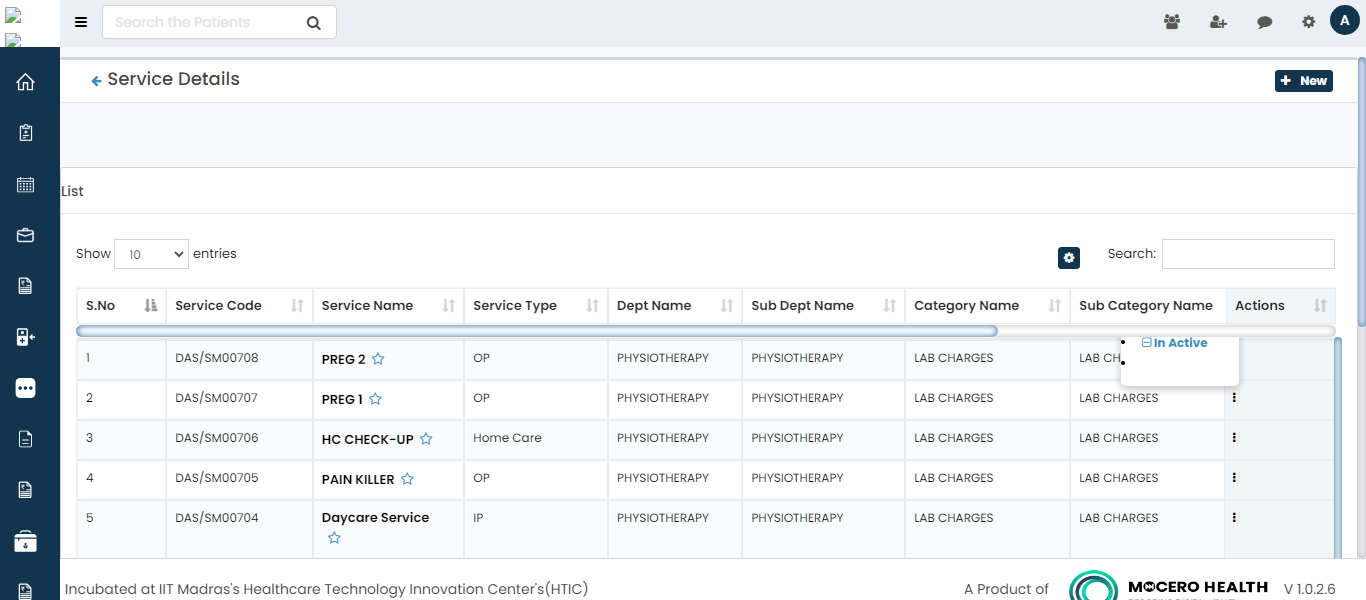 Search the Patients
A
Service Details
New
List
Show 10 entries
Search:
S.No Service Code Service Name Service Type Dept Name Sub Dept Name Category Name Sub Category Name Actions
In Active
1 DAS/SM00708 PREG 2 OP PHYSIOTHERAPY PHYSIOTHERAPY LAB CHARGES LAB CH
2 DAS/SM00707 PREG 1 OP PHYSIOTHERAPY PHYSIOTHERAPY LAB CHARGES LAB CHARGES
3 DAS/SM00706 HC CHECK-UP Home Care PHYSIOTHERAPY PHYSIOTHERAPY LAB CHARGES LAB CHARGES
4 DAS/SM00705 PAIN KILLER OP PHYSIOTHERAPY PHYSIOTHERAPY LAB CHARGES LAB CHARGES
5 DAS/SM00704 Daycare Service IP PHYSIOTHERAPY PHYSIOTHERAPY LAB CHARGES LAB CHARGES
Incubated at IIT Madras's Healthcare Technology Innovation Center's(HTIC) A Product of MOCERO HEALTH V 1.0.2.6